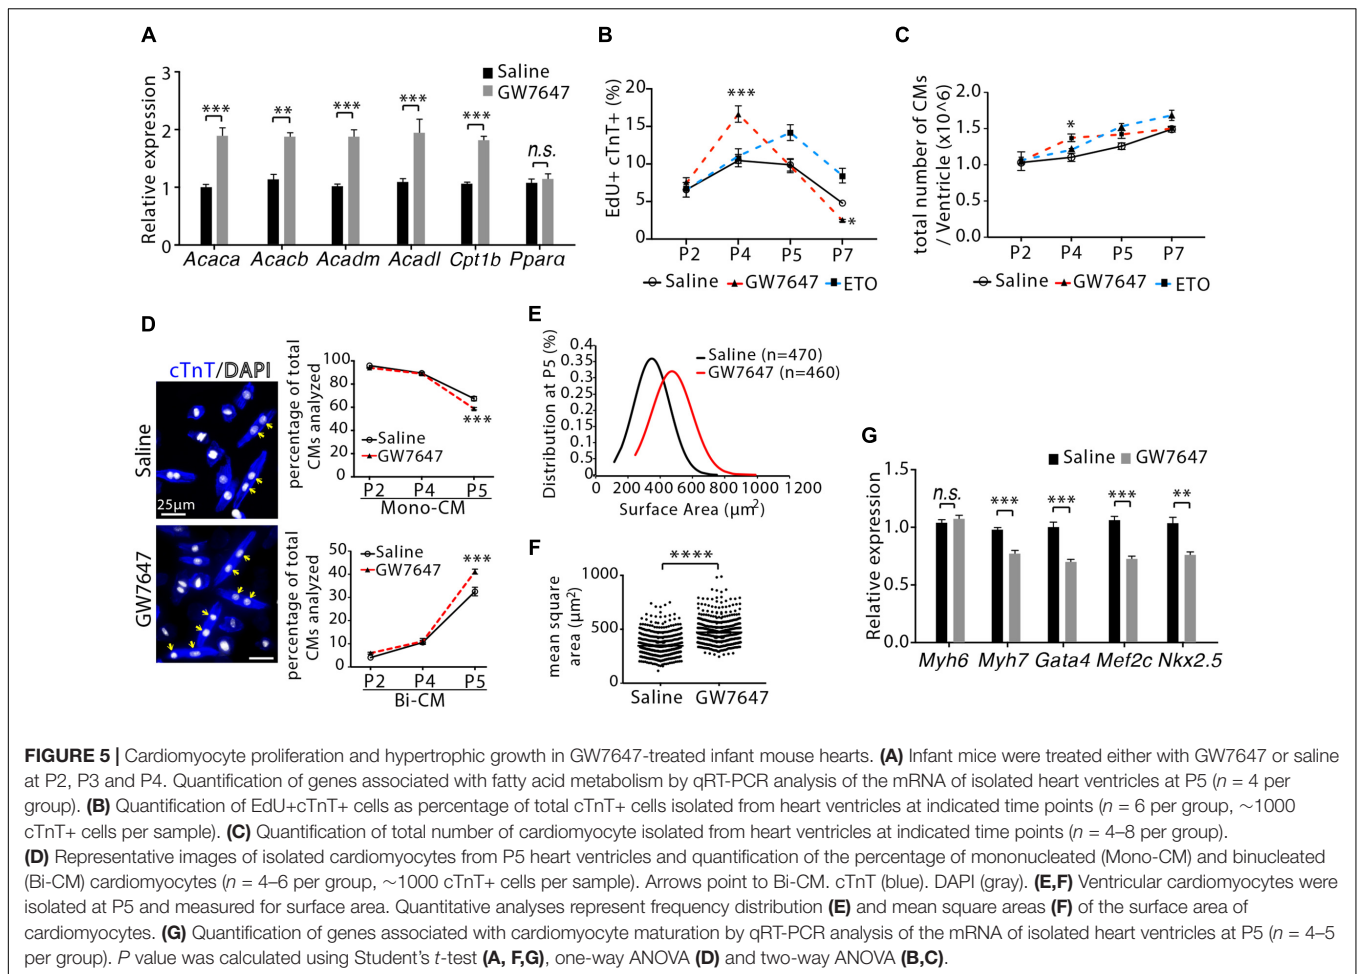 A
Saline
GW7647
Relative expression
3
2
1
0
***
**
***
***
***
n.s.
Acaca Acacb Acadm Acadl Cpt1b Pparα
B
EdU+ cTnT+ (%)
20
15
10
5
0
***
*
P2 P4 P5 P7
Saline GW7647 ETO
C
total number of CMs
/ Ventricle (x10^6)
2.0
1.5
1.0
0.5
0.0
*
P2 P4 P5 P7
Saline GW7647 ETO
D
cTnT/DAPI
Saline
25μm
GW7647
percentage of total
CMs analyzed
100
80
60
40
20
0
***
Saline
GW7647
P2 P4 P5
Mono-CM
percentage of total
CMs analyzed
50
40
30
20
10
0
Saline
GW7647
***
P2 P4 P5
Bi-CM
E
Distribution at P5 (%)
0.4
0.35
0.3
0.25
0.2
0.15
0.1
0.5
0
Saline (n=470)
GW7647 (n=460)
0 200 400 600 800 1000 1200
Surface Area (μm²)
F
mean square
area (μm²)
1000
500
0
****
Saline GW7647
G
Saline GW7647
Relative expression
1.5
1.0
0.5
0.0
n.s.
***
***
***
**
Myh6 Myh7 Gata4 Mef2c Nkx2.5
FIGURE 5 | Cardiomyocyte proliferation and hypertrophic growth in GW7647-treated infant mouse hearts. (A) Infant mice were treated either with GW7647 or saline
at P2, P3 and P4. Quantification of genes associated with fatty acid metabolism by qRT-PCR analysis of the mRNA of isolated heart ventricles at P5 (n = 4 per
group). (B) Quantification of EdU+cTnT+ cells as percentage of total cTnT+ cells isolated from heart ventricles at indicated time points (n = 6 per group, ∼1000
cTnT+ cells per sample). (C) Quantification of total number of cardiomyocyte isolated from heart ventricles at indicated time points (n = 4–8 per group).
(D) Representative images of isolated cardiomyocytes from P5 heart ventricles and quantification of the percentage of mononucleated (Mono-CM) and binucleated
(Bi-CM) cardiomyocytes (n = 4–6 per group, ∼1000 cTnT+ cells per sample). Arrows point to Bi-CM. cTnT (blue). DAPI (gray). (E,F) Ventricular cardiomyocytes were
isolated at P5 and measured for surface area. Quantitative analyses represent frequency distribution (E) and mean square areas (F) of the surface area of
cardiomyocytes. (G) Quantification of genes associated with cardiomyocyte maturation by qRT-PCR analysis of the mRNA of isolated heart ventricles at P5 (n = 4–5
per group). P value was calculated using Student's t-test (A, F,G), one-way ANOVA (D) and two-way ANOVA (B,C).